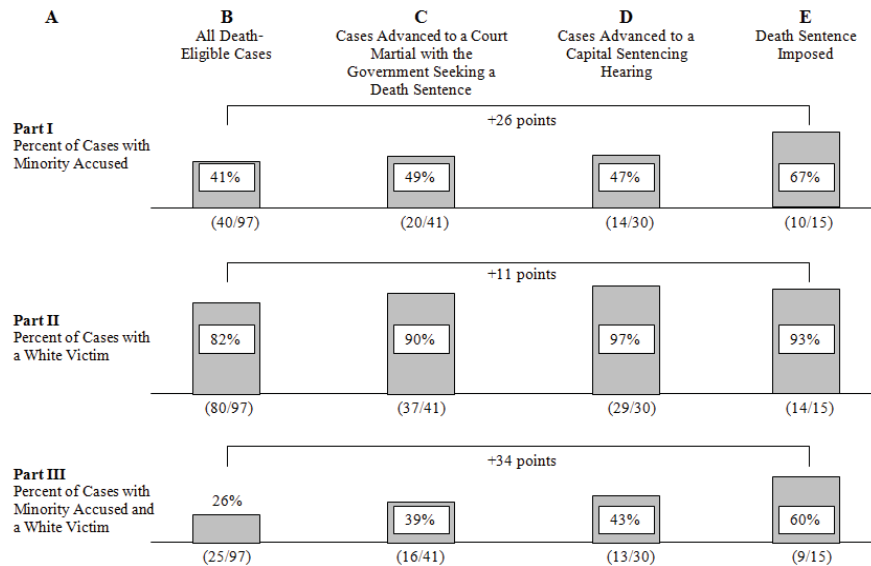 A B C D E
All Death-
Eligible Cases
Cases Advanced to a Court
Martial with the
Government Seeking a
Death Sentence
Cases Advanced to a
Capital Sentencing
Hearing
Death Sentence
Imposed
+26 points
Part I
Percent of Cases with
Minority Accused
41% 49% 47% 67%
(40/97) (20/41) (14/30) (10/15)
+11 points
Part II
Percent of Cases with
a White Victim
82% 90% 97% 93%
(80/97) (37/41) (29/30) (14/15)
+34 points
Part III
Percent of Cases with
Minority Accused and
a White Victim
26% 39% 43% 60%
(25/97) (16/41) (13/30) (9/15)